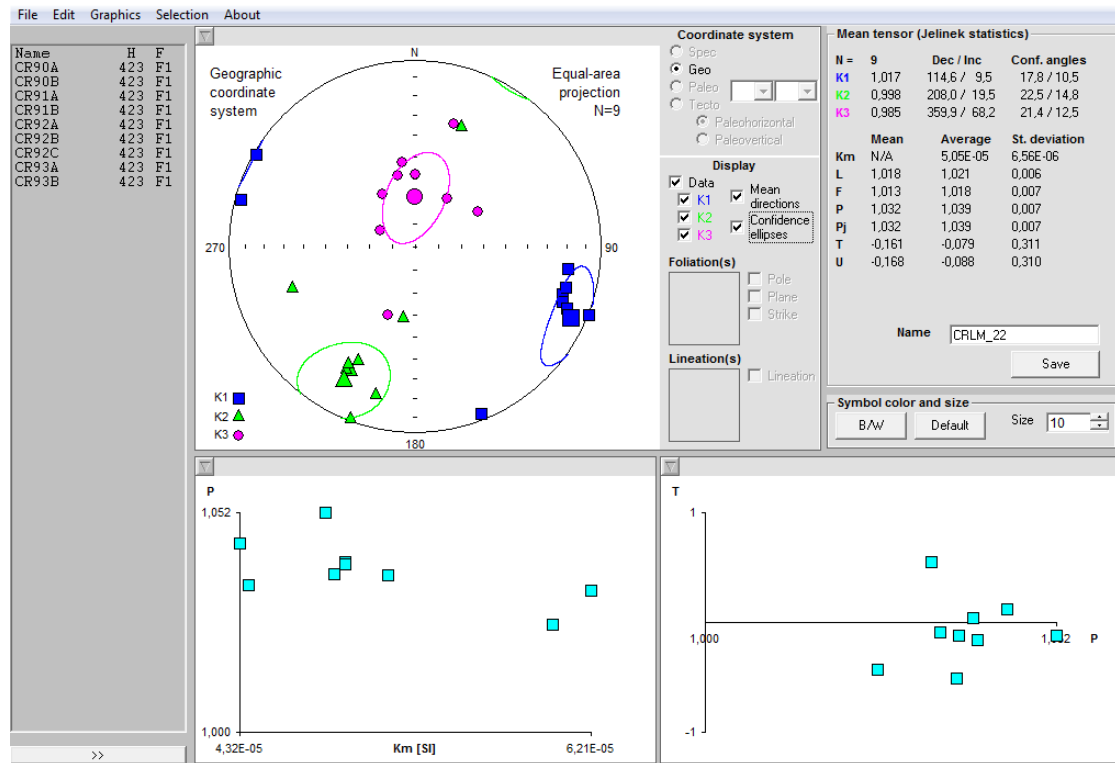 File Edit Graphics Selection About
Name H F
CR90A 423 F1
CR90B 423 F1
CR91A 423 F1
CR91B 423 F1
CR92A 423 F1
CR92B 423 F1
CR92C 423 F1
CR93A 423 F1
CR93B 423 F1
>>
Geographic
coordinate
system
N
Equal-area
projection
N=9
270
90
180
K1
K2
K3
Coordinate system
Spec
Geo
Paleo
Tecto
Paleohorizontal
Paleovertical
Display
Data
K1
K2
K3
Mean
directions
Confidence
ellipses
Foliation(s)
Pole
Plane
Strike
Lineation(s)
Lineation
Mean tensor (Jelinek statistics)
N = 9 Dec / Inc Conf. angles
K1 1,017 114,6 / 9,5 17,8 / 10,5
K2 0,998 208,0 / 19,5 22,5 / 14,8
K3 0,985 359,9 / 68,2 21,4 / 12,5
Mean Average St. deviation
Km N/A 5,05E-05 6,56E-06
L 1,018 1,021 0,006
F 1,013 1,018 0,007
P 1,032 1,039 0,007
Pj 1,032 1,039 0,007
T -0,161 -0,079 0,311
U -0,168 -0,088 0,310
Name CRLM_22
Save
Symbol color and size
B/W Default Size 10
P
1,052
1,000
4,32E-05 Km [SI] 6,21E-05
T
1
1,000 P
-1